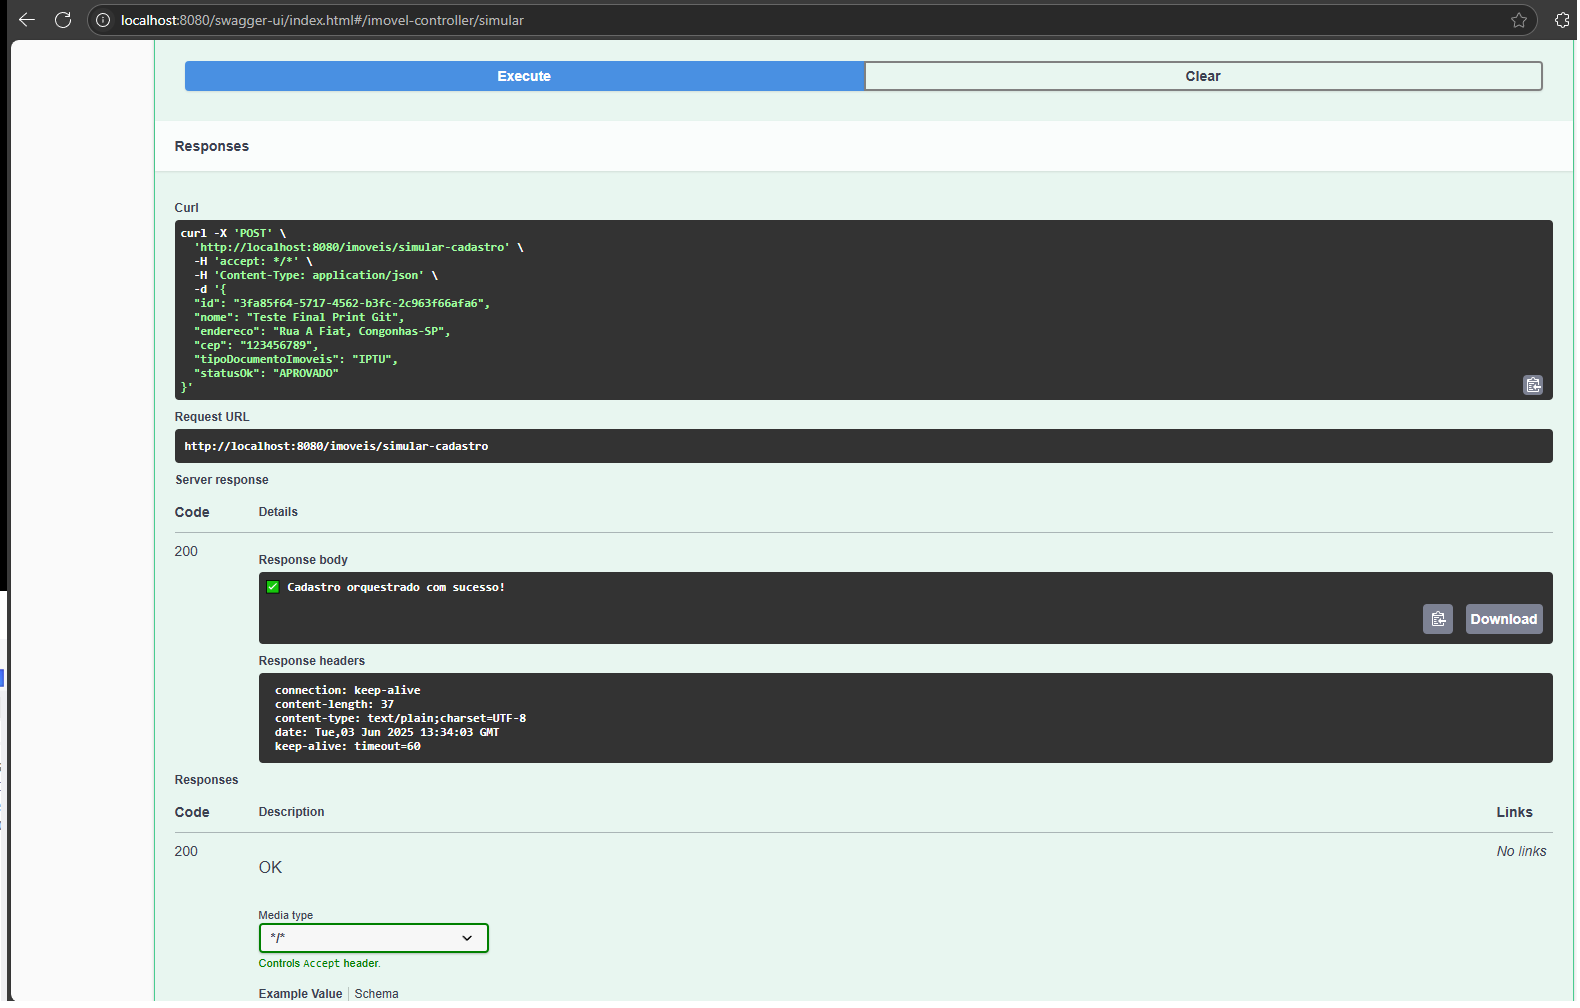 localhost:8080/swagger-ui/index.html#/imovel-controller/simular
Execute
Clear
Responses
Curl
curl -X 'POST' \
'http://localhost:8080/imoveis/simular-cadastro' \
-H 'accept: */*' \
-H 'Content-Type: application/json' \
-d '{
"id": "3fa85f64-5717-4562-b3fc-2c963f66afa6",
"nome": "Teste Final Print Git",
"endereco": "Rua A Fiat, Congonhas-SP",
"cep": "123456789",
"tipoDocumentoImoveis": "IPTU",
"statusOk": "APROVADO"
}'
Request URL
http://localhost:8080/imoveis/simular-cadastro
Server response
Code Details
200
Response body
✅ Cadastro orquestrado com sucesso!
Download
Response headers
connection: keep-alive
content-length: 37
content-type: text/plain;charset=UTF-8
date: Tue,03 Jun 2025 13:34:03 GMT
keep-alive: timeout=60
Responses
Code Description Links
200 No links
OK
Media type
*/*
Controls Accept header.
Example Value Schema